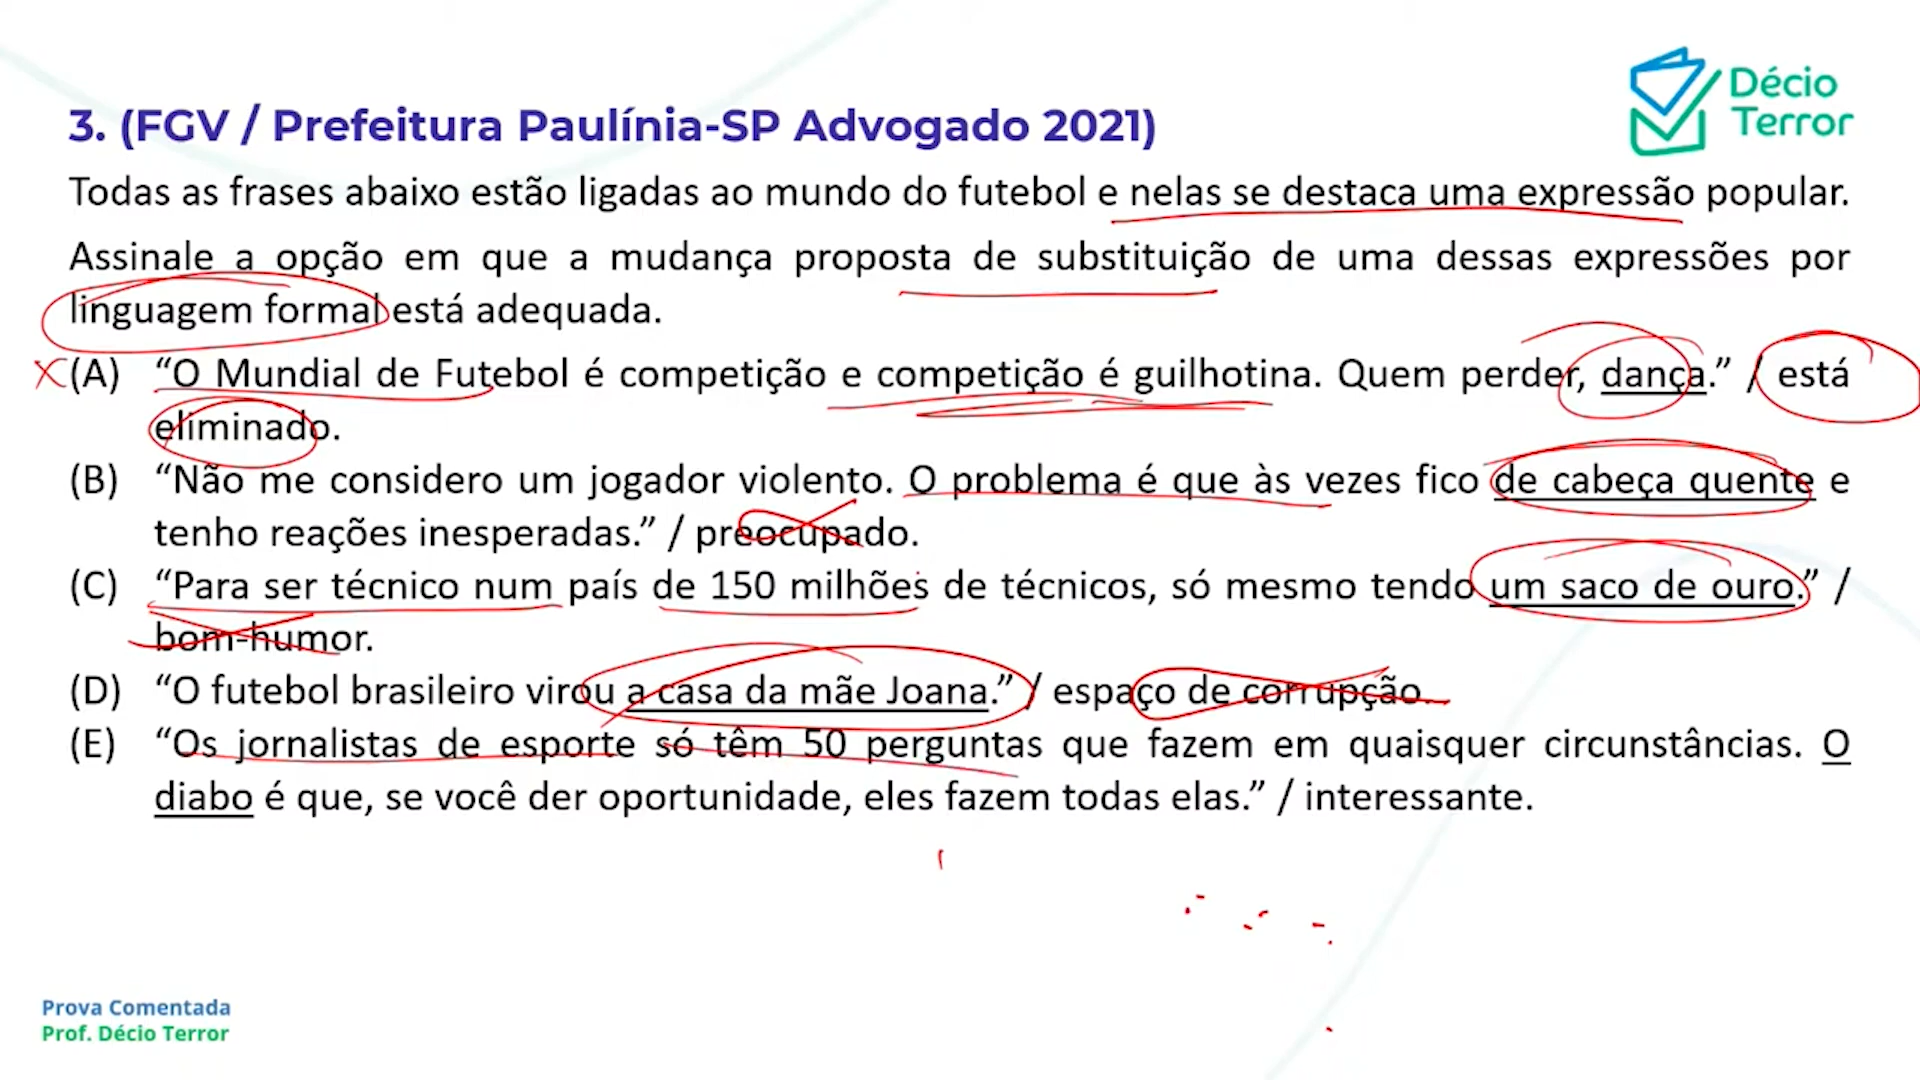 Décio
Terror
3. (FGV / Prefeitura Paulínia-SP Advogado 2021)
Todas as frases abaixo estão ligadas ao mundo do futebol e nelas se destaca uma expressão popular.
Assinale a opção em que a mudança proposta de substituição de uma dessas expressões por
linguagem formal está adequada.
(A) “O Mundial de Futebol é competição e competição é guilhotina. Quem perder, dança.” / está
eliminado.
(B) “Não me considero um jogador violento. O problema é que às vezes fico de cabeça quente e
tenho reações inesperadas.” / preocupado.
(C) “Para ser técnico num país de 150 milhões de técnicos, só mesmo tendo um saco de ouro.” /
bom-humor.
(D) “O futebol brasileiro virou a casa da mãe Joana.” / espaço de corrupção.
(E) “Os jornalistas de esporte só têm 50 perguntas que fazem em quaisquer circunstâncias. O
diabo é que, se você der oportunidade, eles fazem todas elas.” / interessante.
Prova Comentada
Prof. Décio Terror